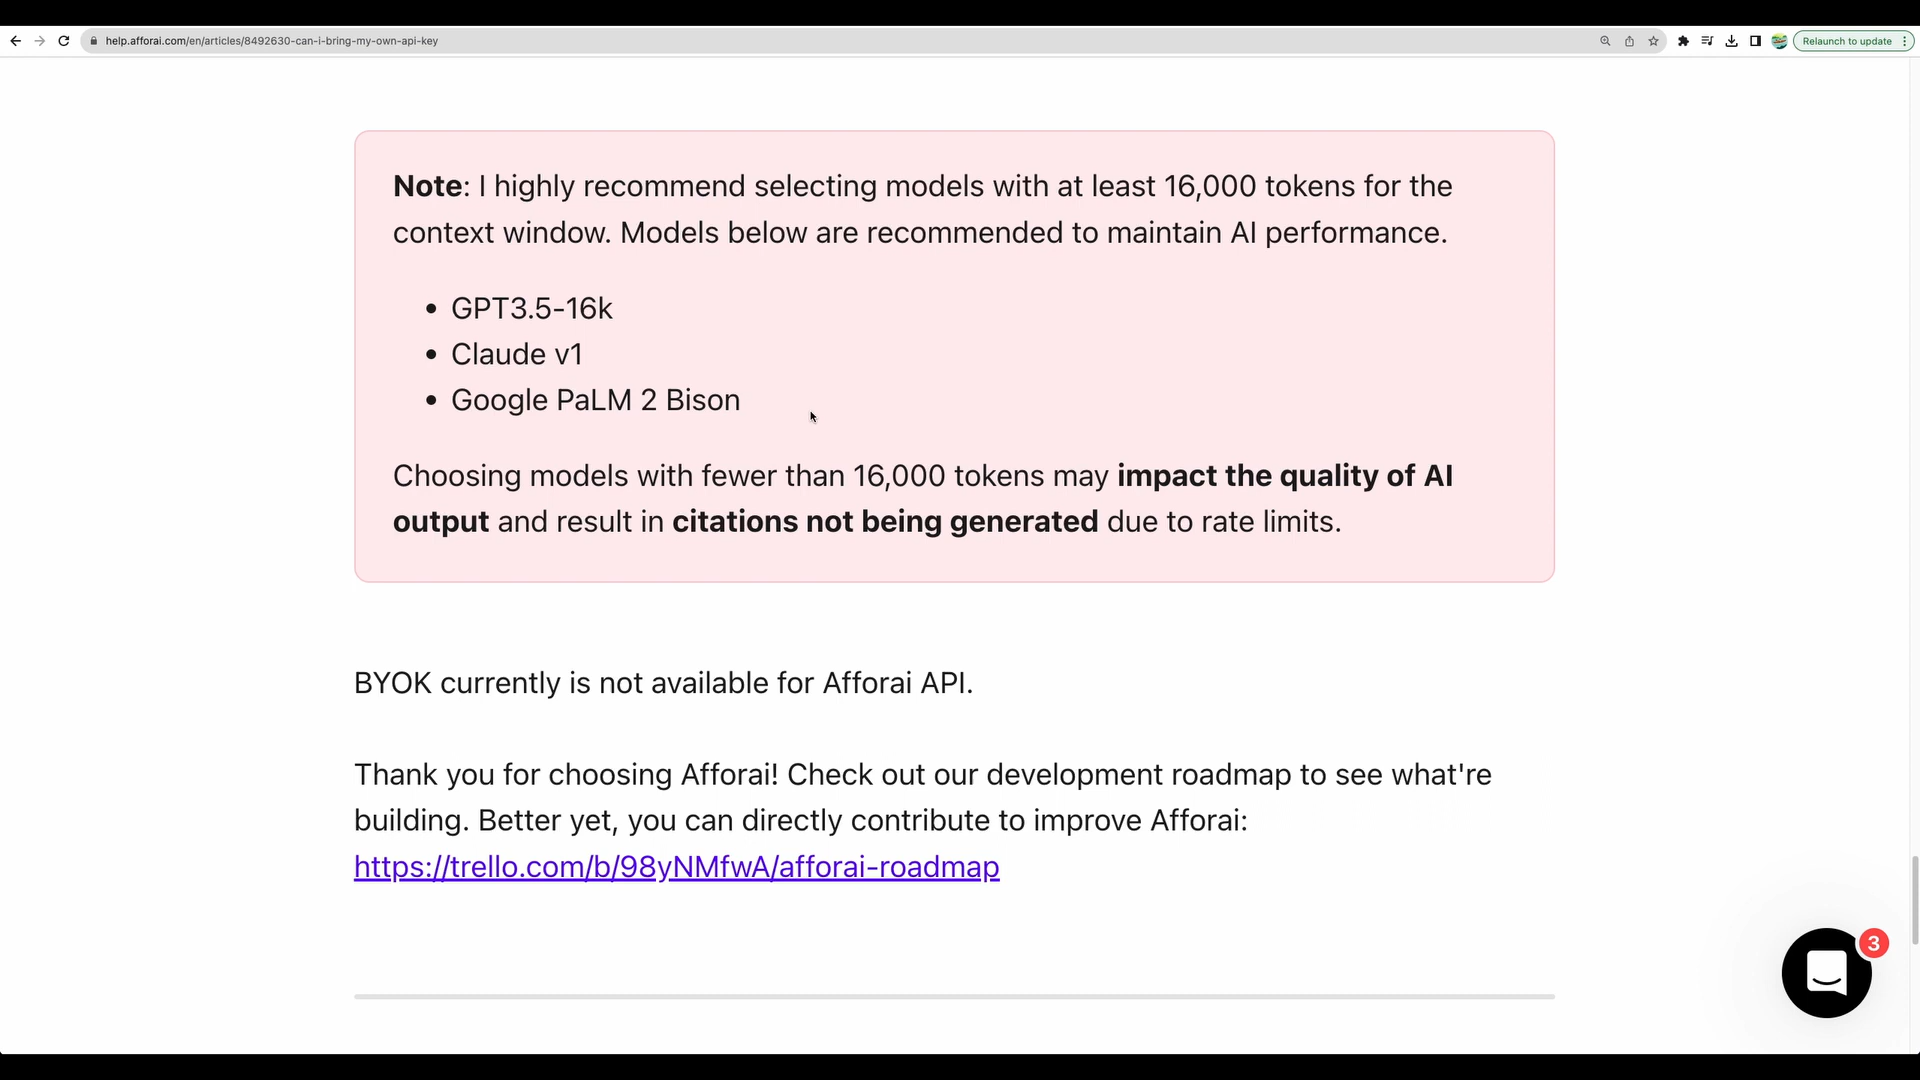 help.afforai.com/en/articles/8492630-can-i-bring-my-own-api-key
Relaunch to update
Note: I highly recommend selecting models with at least 16,000 tokens for the
context window. Models below are recommended to maintain AI performance.
• GPT3.5-16k
• Claude v1
• Google PaLM 2 Bison
Choosing models with fewer than 16,000 tokens may impact the quality of AI
output and result in citations not being generated due to rate limits.
BYOK currently is not available for Afforai API.
Thank you for choosing Afforai! Check out our development roadmap to see what're
building. Better yet, you can directly contribute to improve Afforai:
https://trello.com/b/98yNMfwA/afforai-roadmap
3